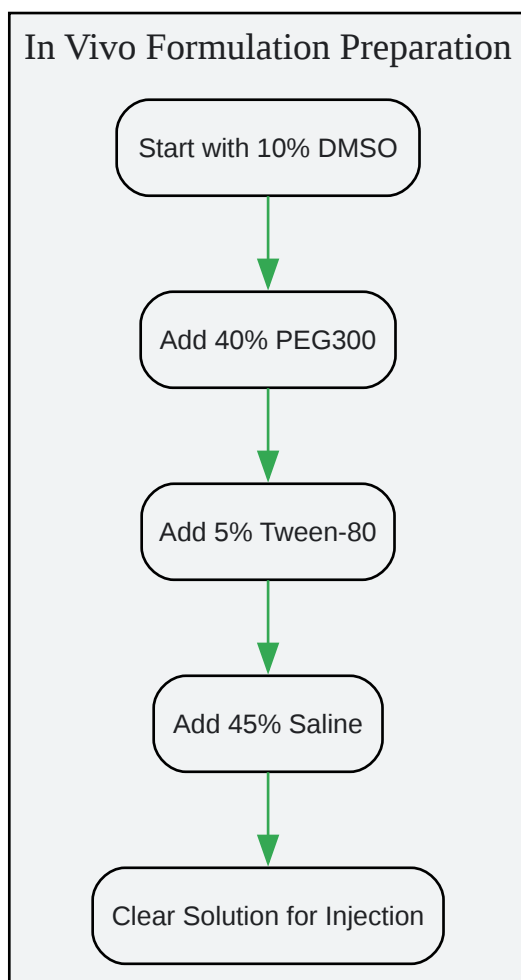 In Vivo Formulation Preparation
Start with 10% DMSO
Add 40% PEG300
Add 5% Tween-80
Add 45% Saline
Clear Solution for Injection